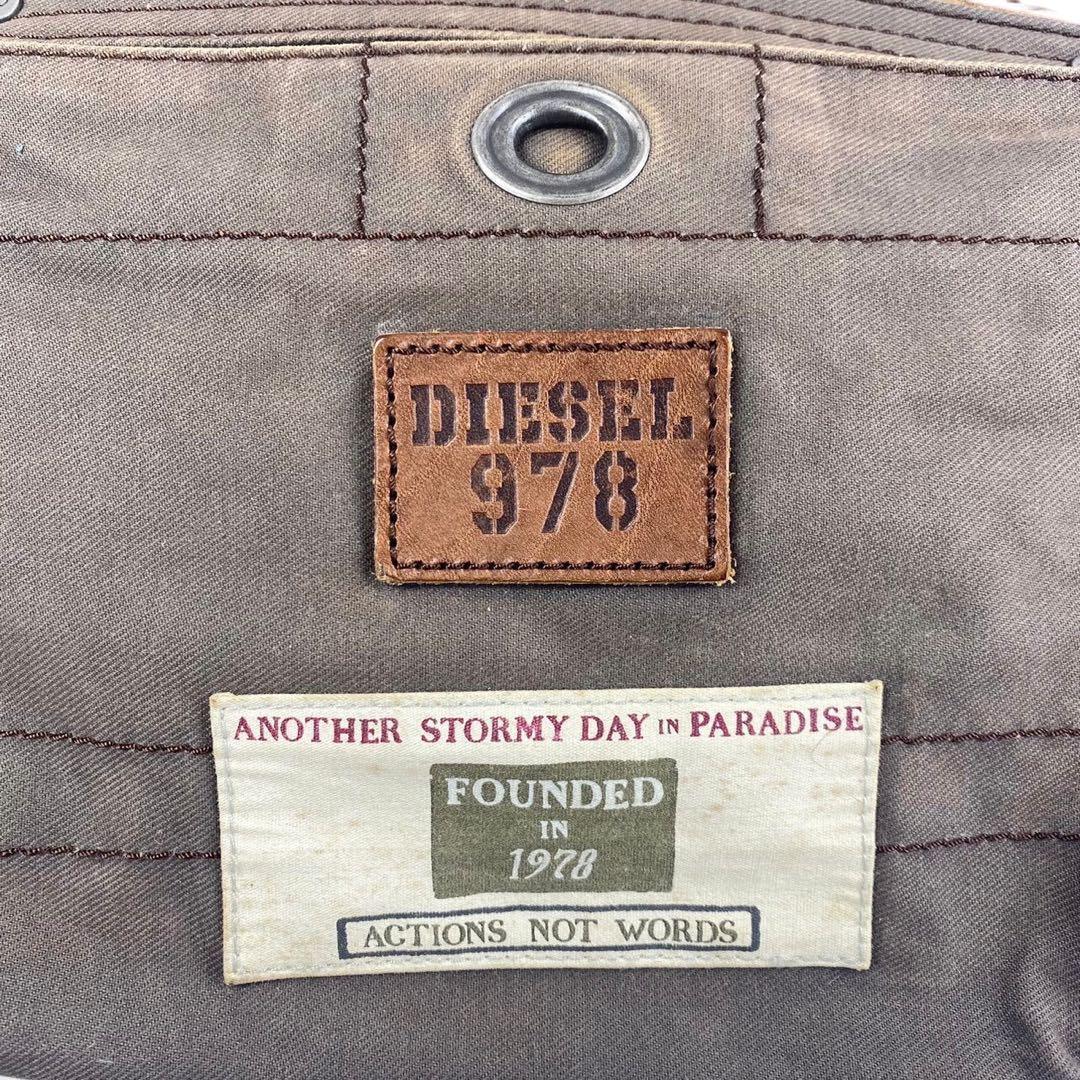 DIESEL
978
ANOTHER STORMY DAY IN PARADISE
FOUNDED
IN
1978
ACTIONS NOT WORDS